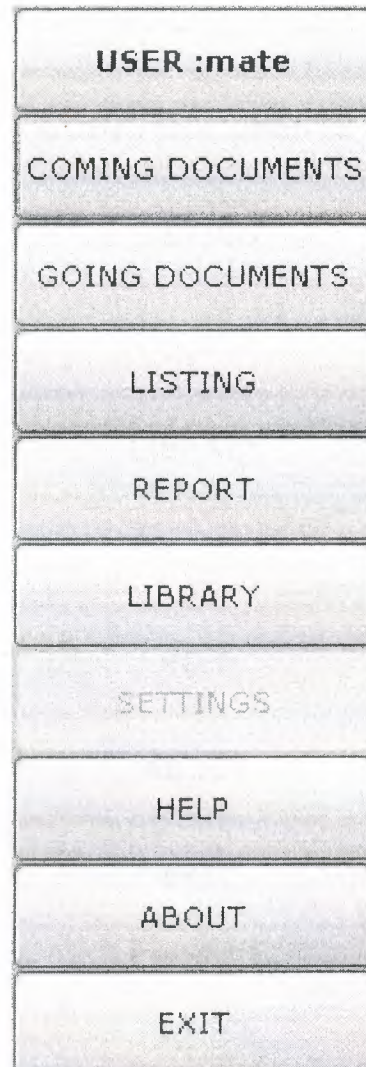 USER :mate
COMING DOCUMENTS
GOING DOCUMENTS
LISTING
REPORT
LIBRARY
SETTINGS
HELP
ABOUT
EXIT